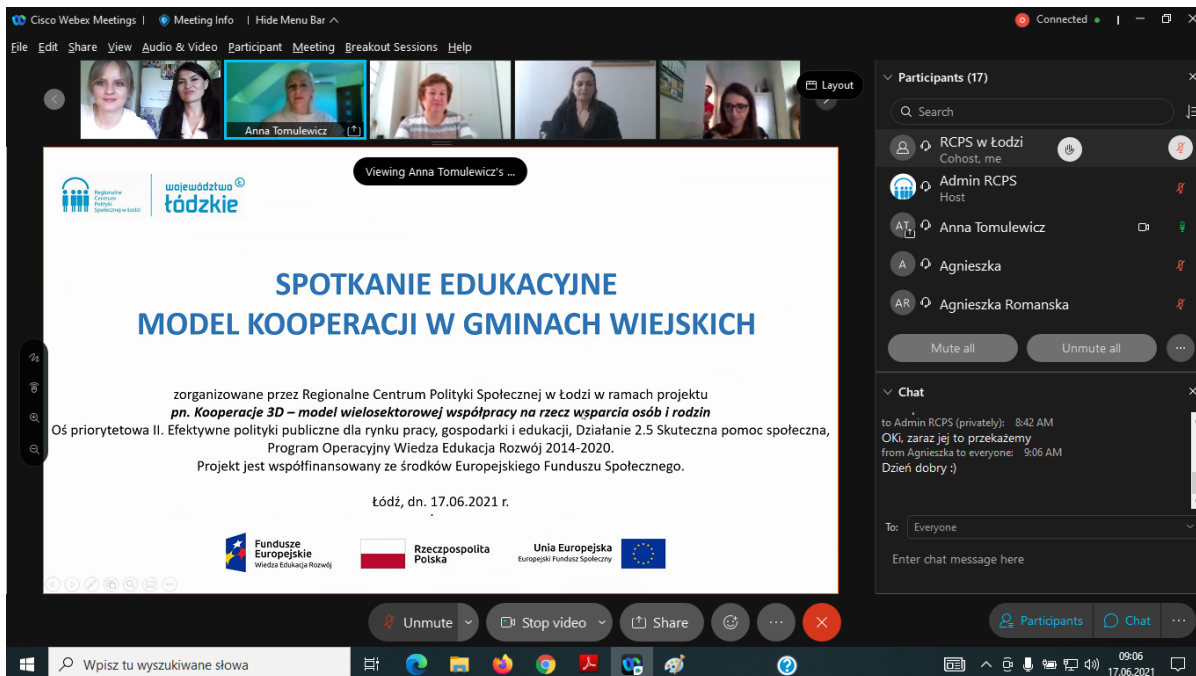 Cisco Webex Meetings | Meeting Info | Hide Menu Bar
Connected
File Edit Share View Audio & Video Participant Meeting Breakout Sessions Help
Anna Tomulewicz
Layout
Viewing Anna Tomulewicz's ...
Regionalne
Centrum
Polityki
Społecznej w Łodzi
województwo
łódzkie
SPOTKANIE EDUKACYJNE
MODEL KOOPERACJI W GMINACH WIEJSKICH
zorganizowane przez Regionalne Centrum Polityki Społecznej w Łodzi w ramach projektu
pn. Kooperacje 3D – model wielosektorowej współpracy na rzecz wsparcia osób i rodzin
Oś priorytetowa II. Efektywne polityki publiczne dla rynku pracy, gospodarki i edukacji, Działanie 2.5 Skuteczna pomoc społeczna,
Program Operacyjny Wiedza Edukacja Rozwój 2014-2020.
Projekt jest współfinansowany ze środków Europejskiego Funduszu Społecznego.
Łódź, dn. 17.06.2021 r.
Fundusze
Europejskie
Wiedza Edukacja Rozwój
Rzeczpospolita
Polska
Unia Europejska
Europejski Fundusz Społeczny
Participants (17)
Search
RCPS w Łodzi
Cohost, me
Admin RCPS
Host
AT Anna Tomulewicz
A Agnieszka
AR Agnieszka Romanska
Mute all Unmute all
Chat
to Admin RCPS (privately): 8:42 AM
OKi, zaraz jej to przekażemy
from Agnieszka to everyone: 9:06 AM
Dzień dobry :)
To: Everyone
Enter chat message here
Unmute Stop video Share
Participants Chat
Wpisz tu wyszukiwane słowa
09:06
17.06.2021